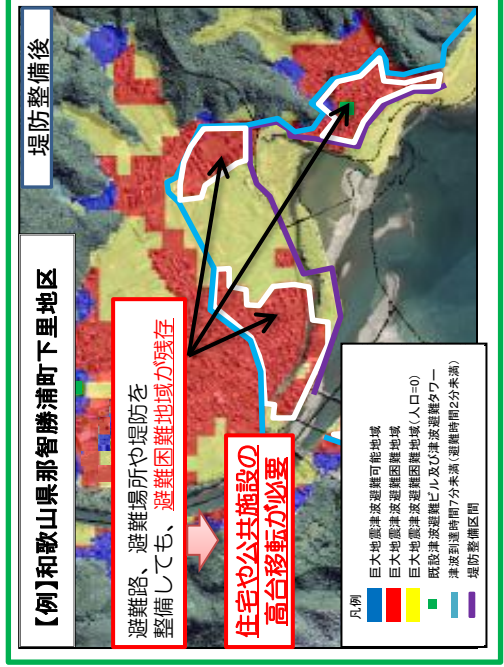 【例】和歌山県那智勝浦町下里地区
堤防整備後
避難路、避難場所や堤防を
整備しても、避難困難地域が残存
住宅や公共施設の
高台移転が必要
凡例
巨大地震津波避難可能地域
巨大地震津波避難困難地域
巨大地震津波避難困難地域(人口=0)
既設津波避難ビル及び津波避難タワー
津波到達時間7分未満(避難時間2分未満)
堤防整備区間